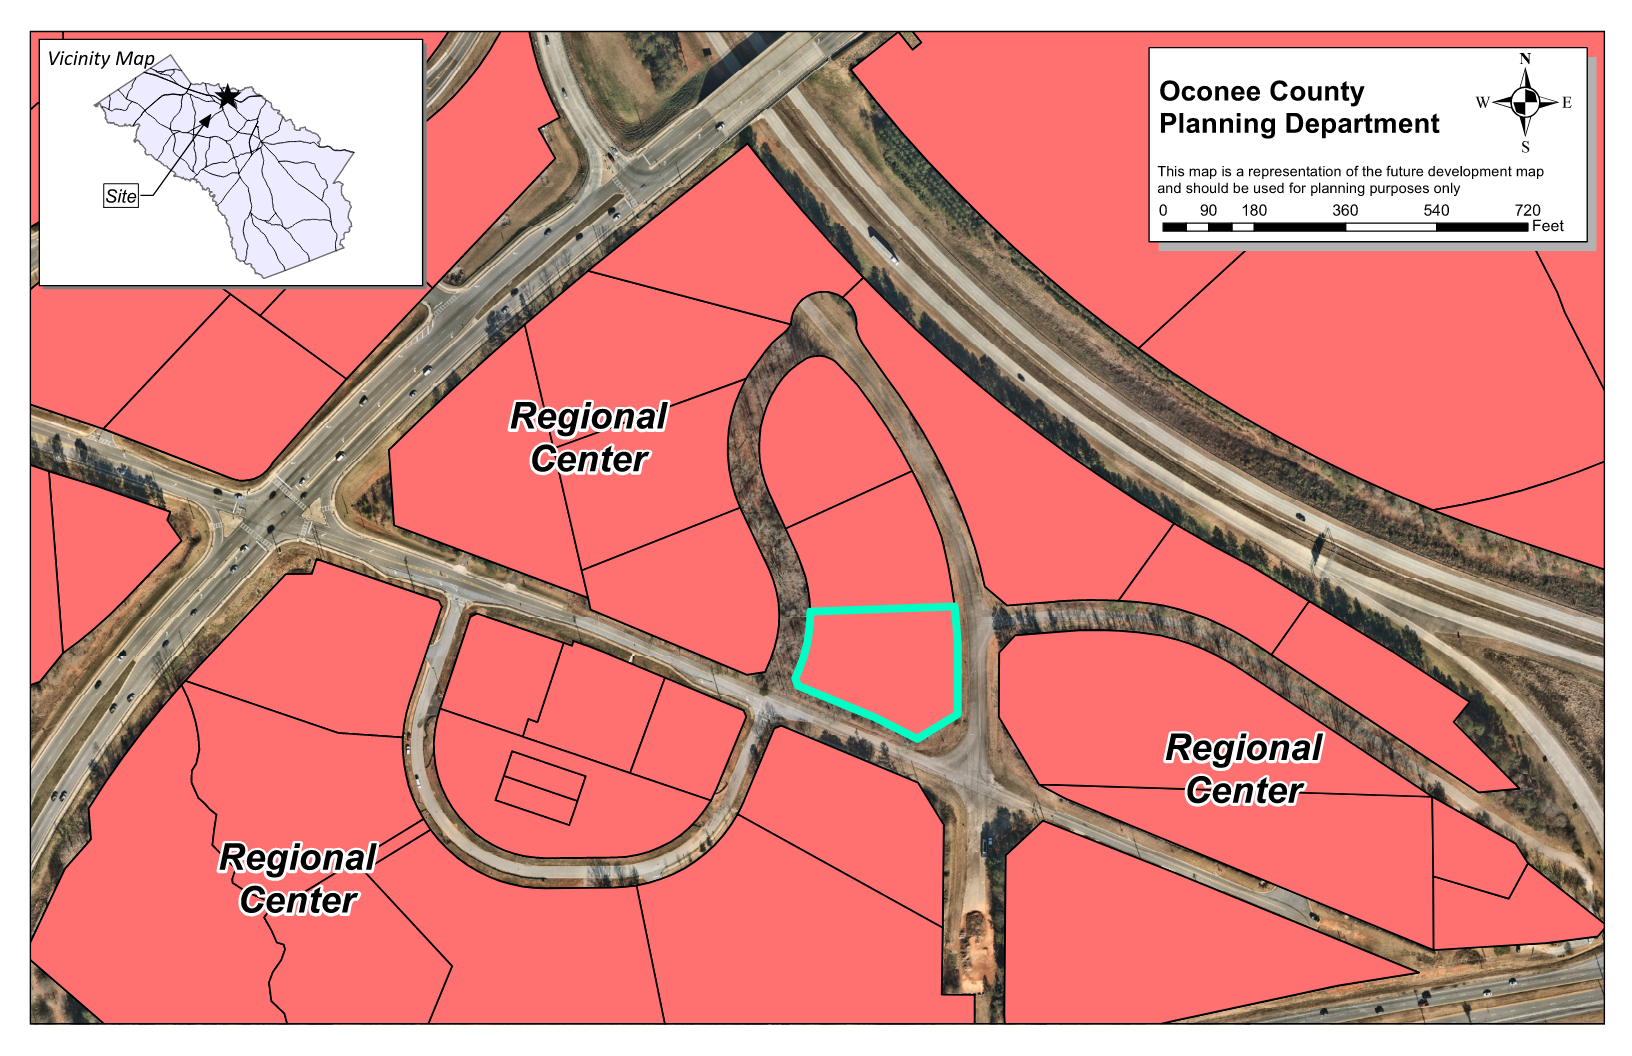 Vicinity Map
Site
Oconee County
Planning Department
N
W
E
S
This map is a representation of the future development map
and should be used for planning purposes only
0 90 180 360 540 720
Feet
Regional
Center
Regional
Center
Regional
Center